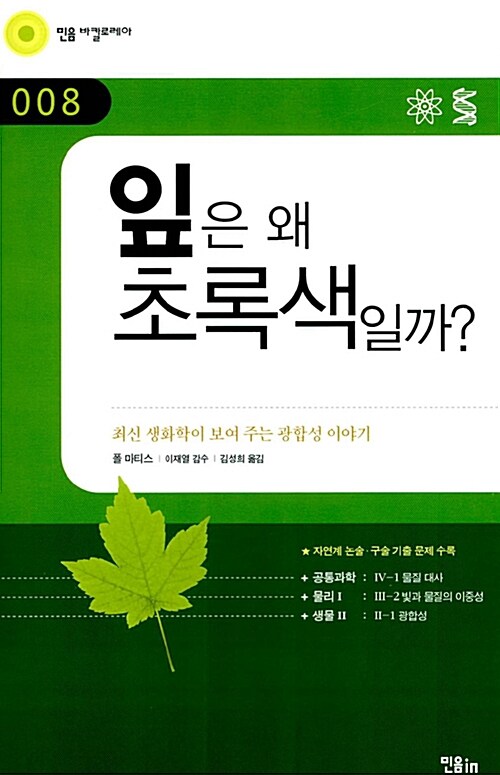 민음 바칼로레아
008
잎은 왜
초록색일까?
최신 생화학이 보여 주는 광합성 이야기
폴 마티스 | 이재열 감수 | 김성희 옮김
★ 자연계 논술·구술 기출 문제 수록
+ 공통과학 : IV-1 물질 대사
+ 물리 I : III-2 빛과 물질의 이중성
+ 생물 II : II-1 광합성
민음in